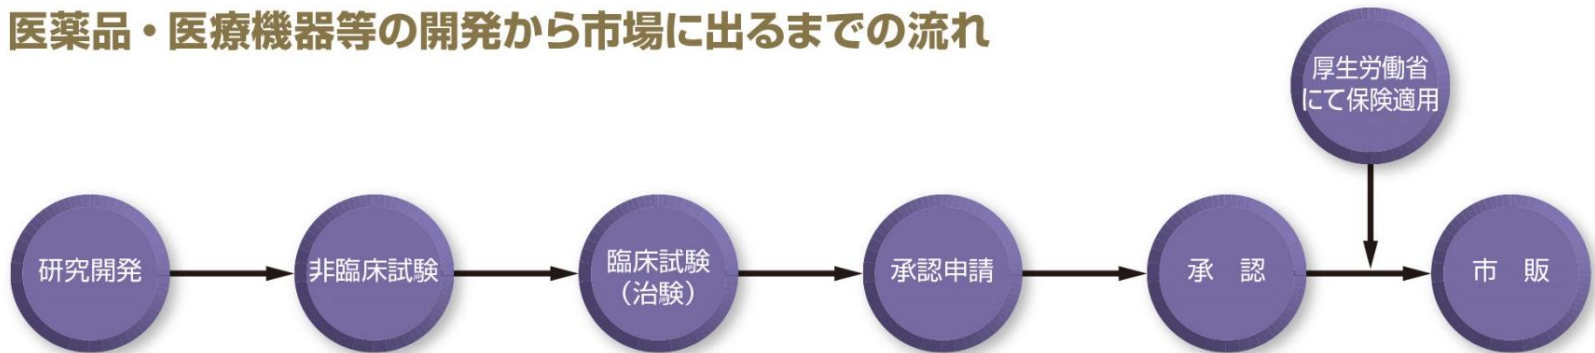 医薬品・医療機器等の開発から市場に出るまでの流れ
厚生労働省
にて保険適用
研究開発
非臨床試験
臨床試験
（治験）
承認申請
承　認
市　販